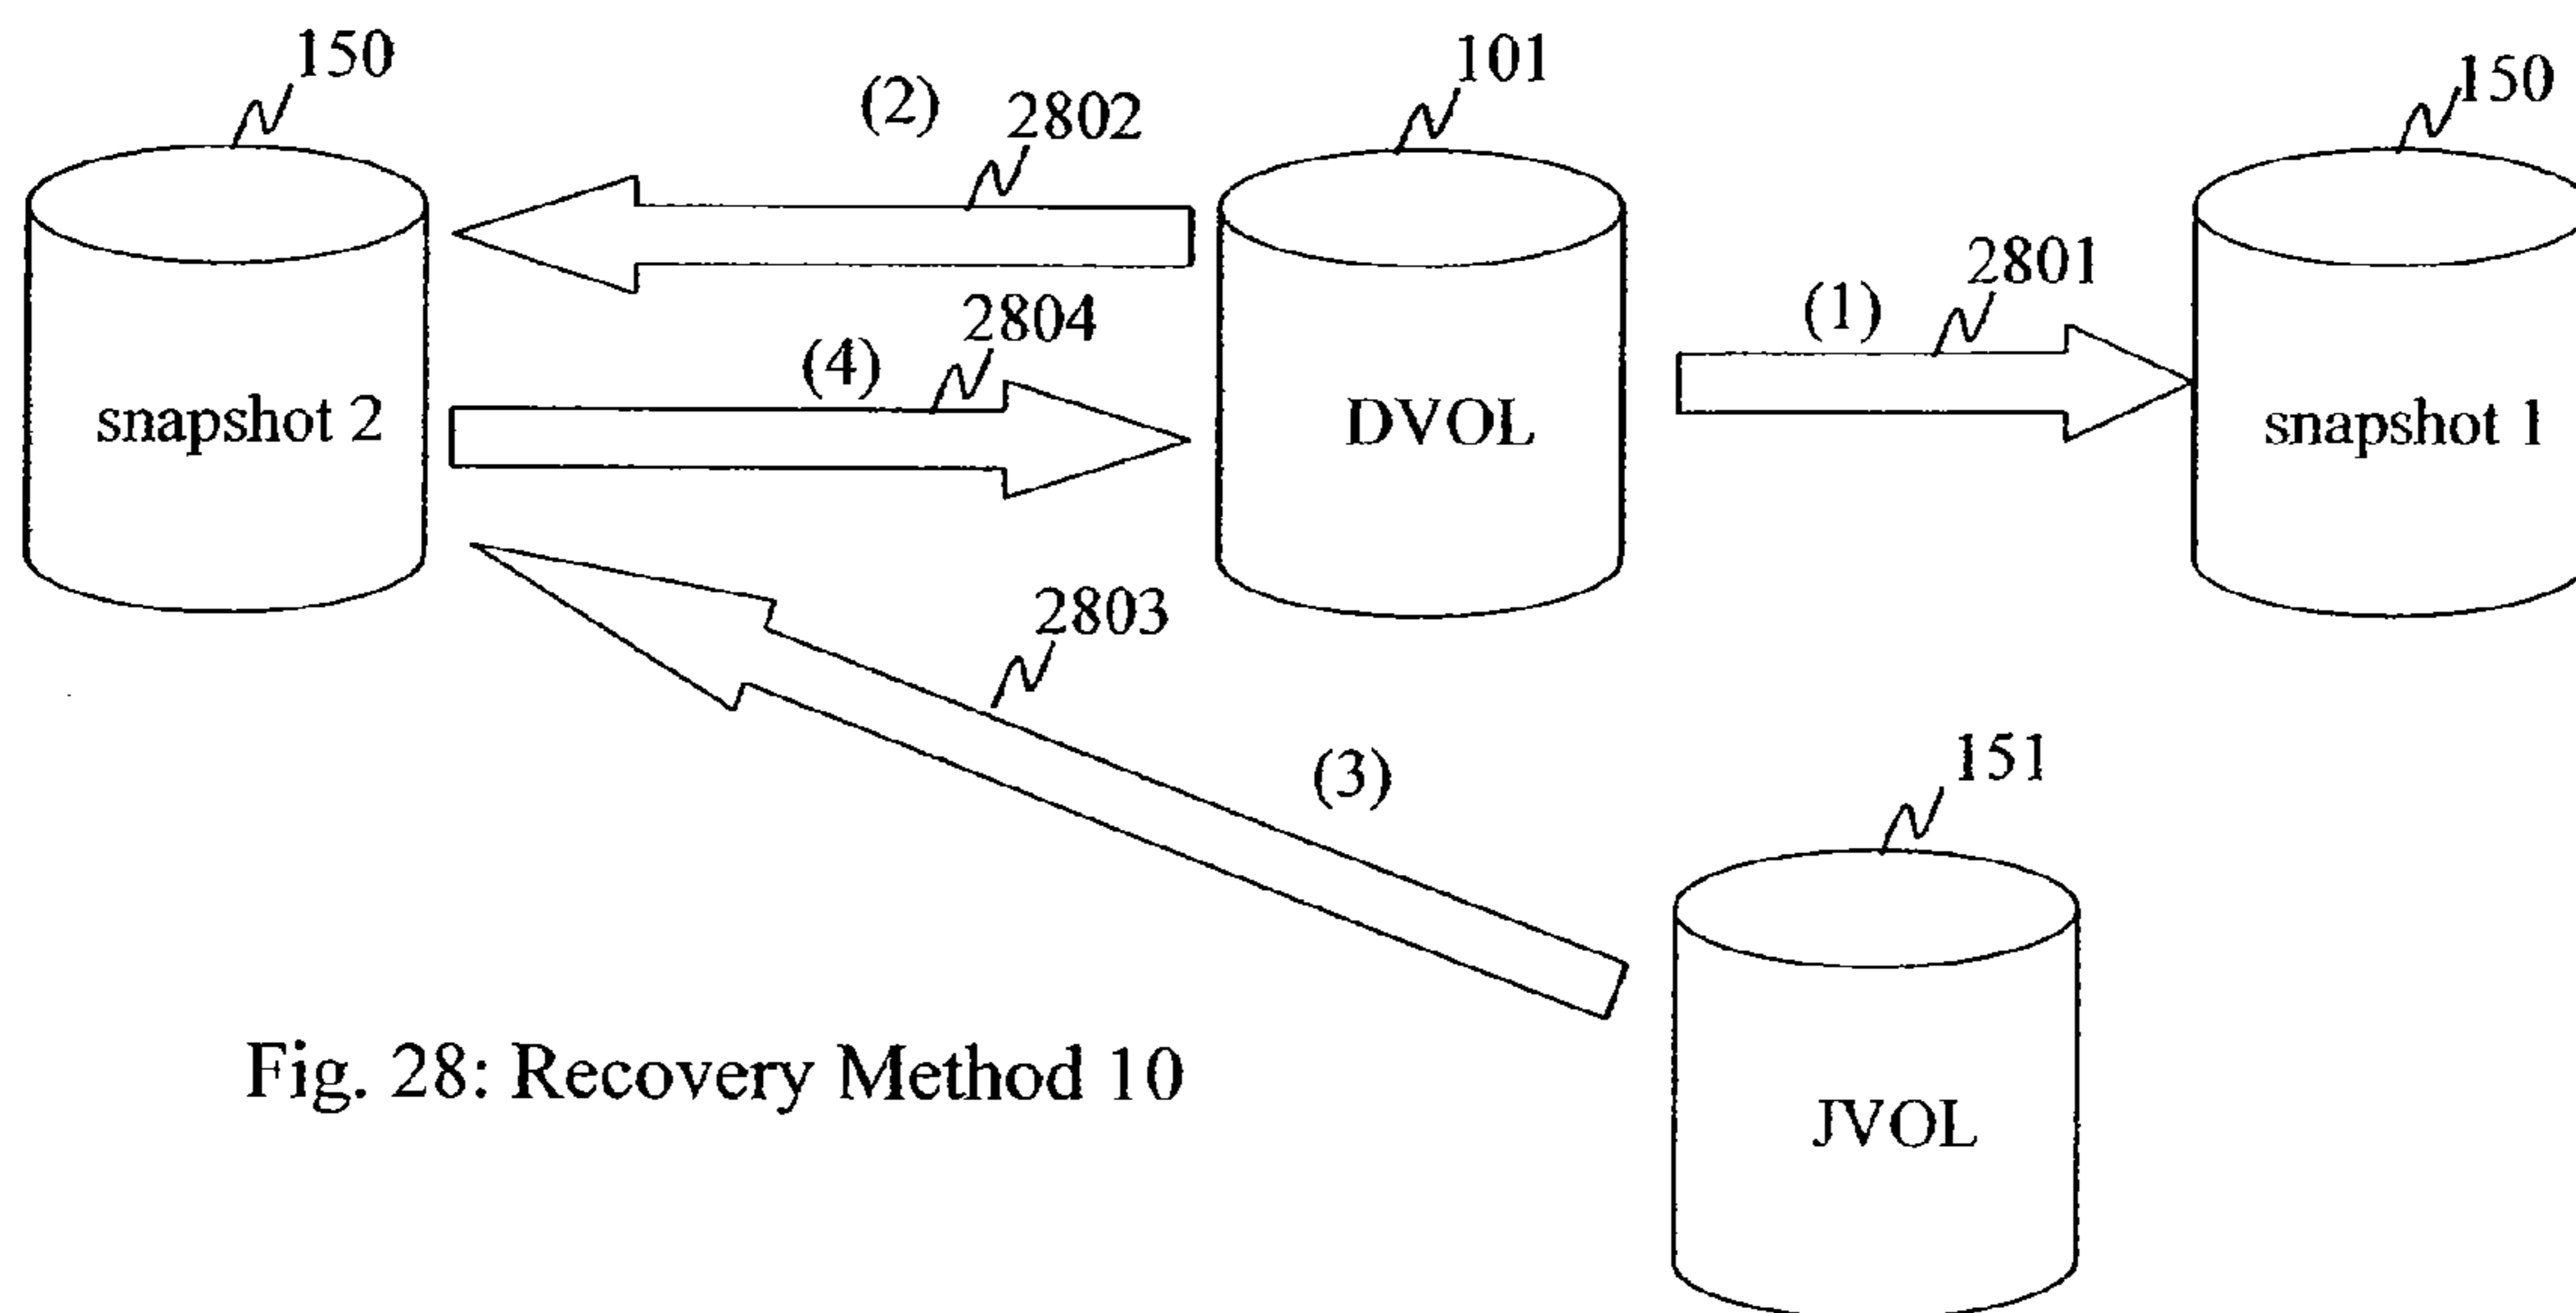 150
101
150
(2)
2802
2801
(1)
2804
(4)
snapshot 2
DVOL
snapshot 1
2803
(3)
151
JVOL
Fig. 28: Recovery Method 10